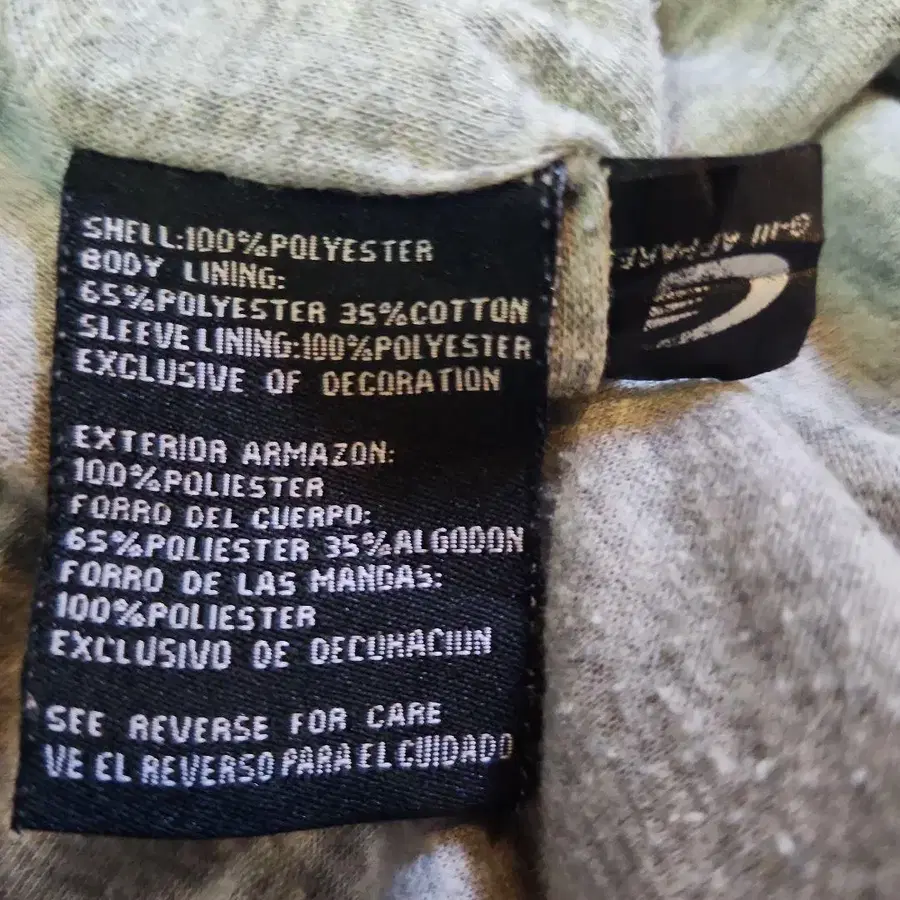 SHELL:100%POLYESTER
BODY LINING:
65%POLYESTER 35%COTTON
SLEEVE LINING:100%POLYESTER
EXCLUSIVE OF DECORATION
EXTERIOR ARMAZON:
100%POLIESTER
FORRO DEL CUERPO:
65%POLIESTER 35%ALGODON
FORRO DE LAS MANGAS:
100%POLIESTER
EXCLUSIVO DE DECORACION
SEE REVERSE FOR CARE
VE EL REVERSO PARA EL CUIDADO
G-III